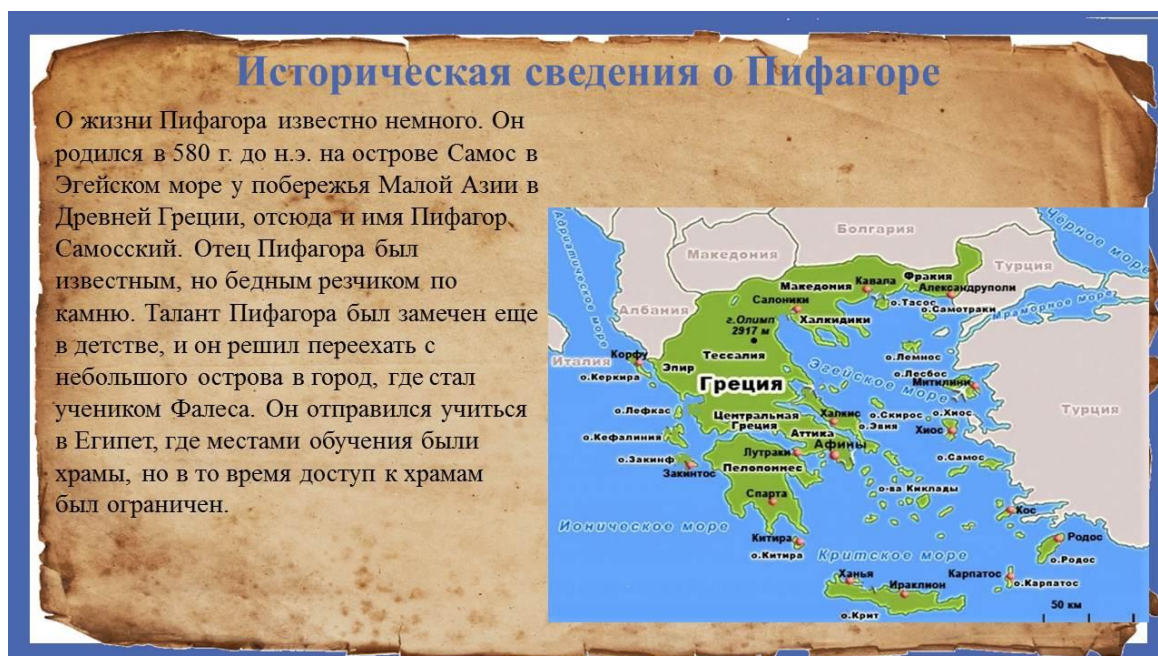 Историческая сведения о Пифагоре
О жизни Пифагора известно немного. Он
родился в 580 г. до н.э. на острове Самос в
Эгейском море у побережья Малой Азии в
Древней Греции, отсюда и имя Пифагор
Самосский. Отец Пифагора был
известным, но бедным резчиком по
камню. Талант Пифагора был замечен еще
в детстве, и он решил переехать с
небольшого острова в город, где стал
учеником Фалеса. Он отправился учиться
в Египет, где местами обучения были
храмы, но в то время доступ к храмам
был ограничен.
Адриатическое море
Черное море
Болгария
Македония
Турция
Фракия
Кавала
Македония
Александруполи
Салоники
о.Тасос
о.Самотраки
Мраморное море
Албания
г.Олимп
2917 м
Халкидики
Италия
Корфу
о.Керкира
Эпир
Тессалия
о.Лемнос
Эгейское море
о.Лесбос
Митилини
Греция
о.Лефкас
Центральная
Греция
Халкис
о.Скирос
о.Хиос
о.Эвия
Турция
о.Кефалиния
Аттика
Афины
Хиос
о.Закинф
Закинтос
Лутраки
Пелопоннес
о.Самос
Спарта
о-ва Киклады
Ионическое море
Кос
Китира
о.Китира
Родос
о.Родос
Критское море
Ханья
Ираклион
Карпатос
о.Карпатос
о.Крит
50 км